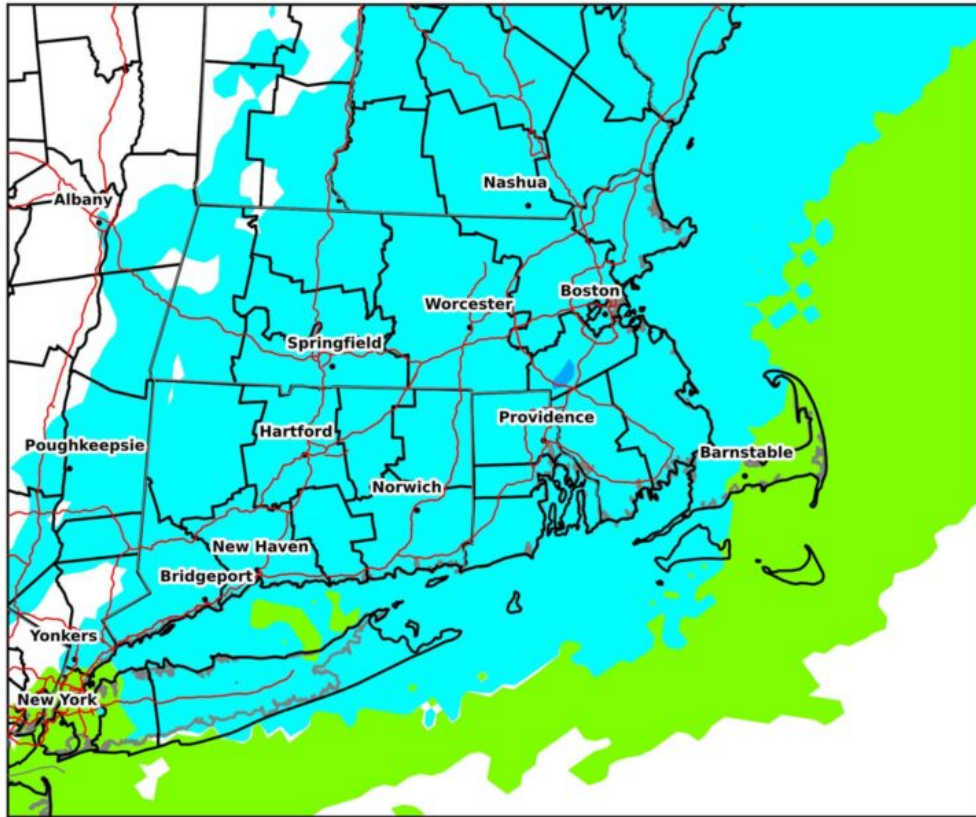 Nashua
Albany
Boston
Worcester
Springfield
Providence
Hartford
Poughkeepsie
Barnstable
Norwich
New Haven
Bridgeport
Yonkers
New York